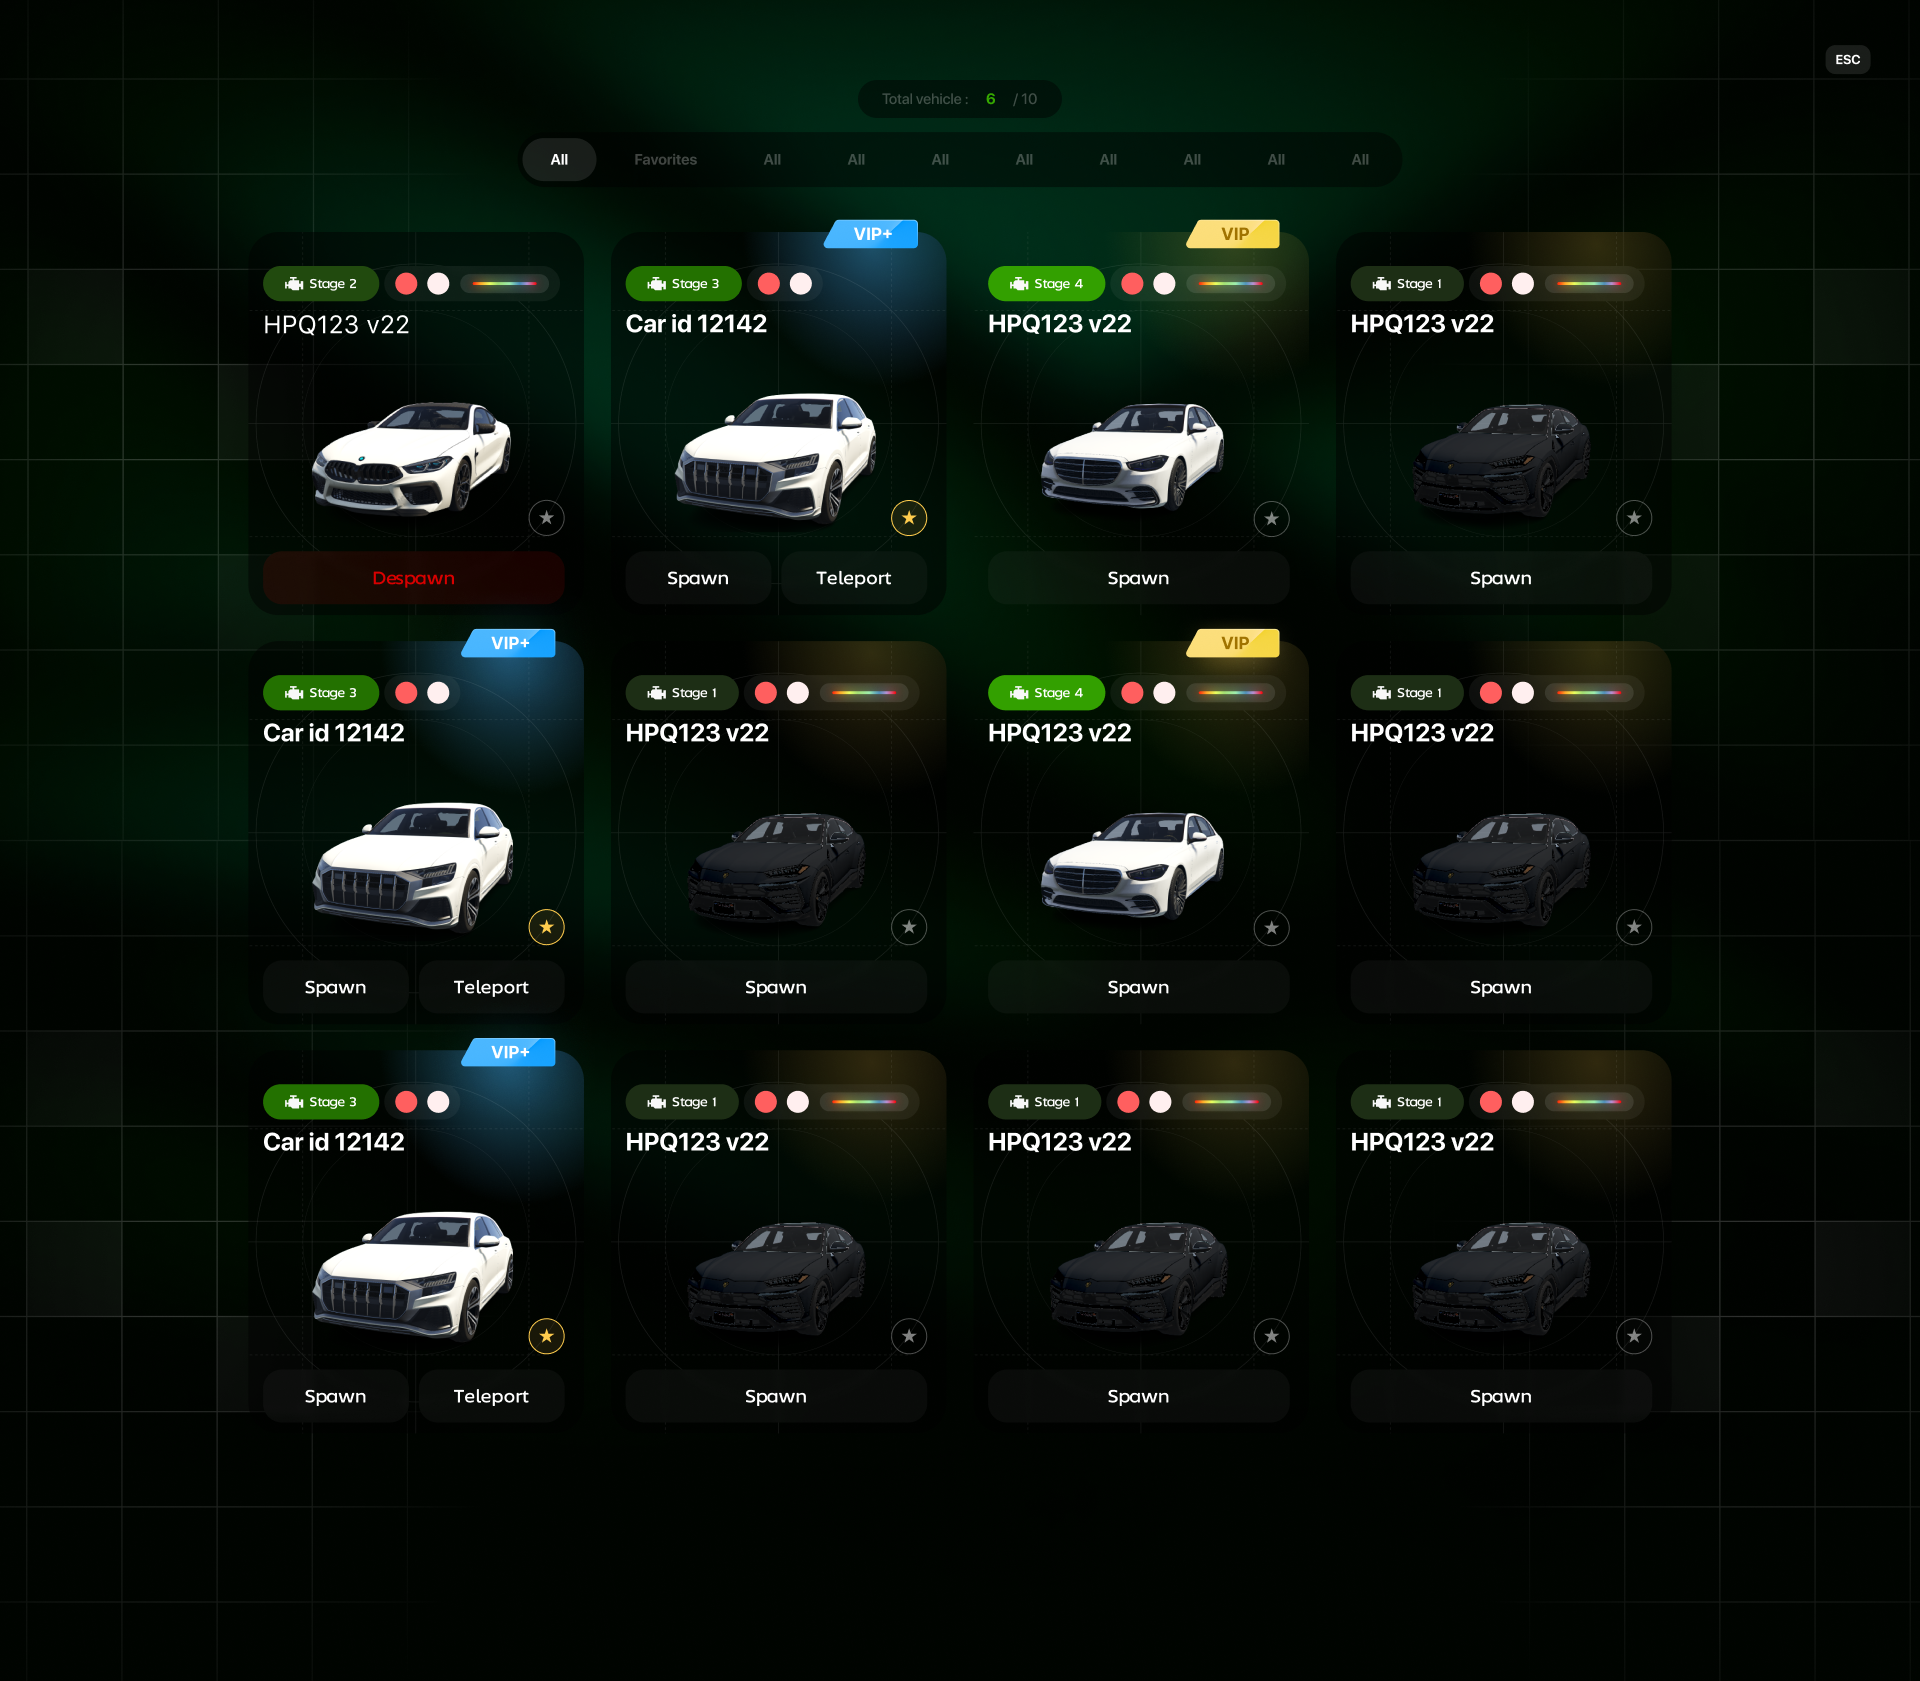 ESC
Total vehicle : 6 / 10
All Favorites All All All All All All All All
VIP+ VIP
Stage 2 Stage 3 Stage 4 Stage 1
HPQ123 v22 Car id 12142 HPQ123 v22 HPQ123 v22
Despawn Spawn Teleport Spawn Spawn
VIP+ VIP
Stage 3 Stage 1 Stage 4 Stage 1
Car id 12142 HPQ123 v22 HPQ123 v22 HPQ123 v22
Spawn Teleport Spawn Spawn Spawn
VIP+
Stage 3 Stage 1 Stage 1 Stage 1
Car id 12142 HPQ123 v22 HPQ123 v22 HPQ123 v22
Spawn Teleport Spawn Spawn Spawn